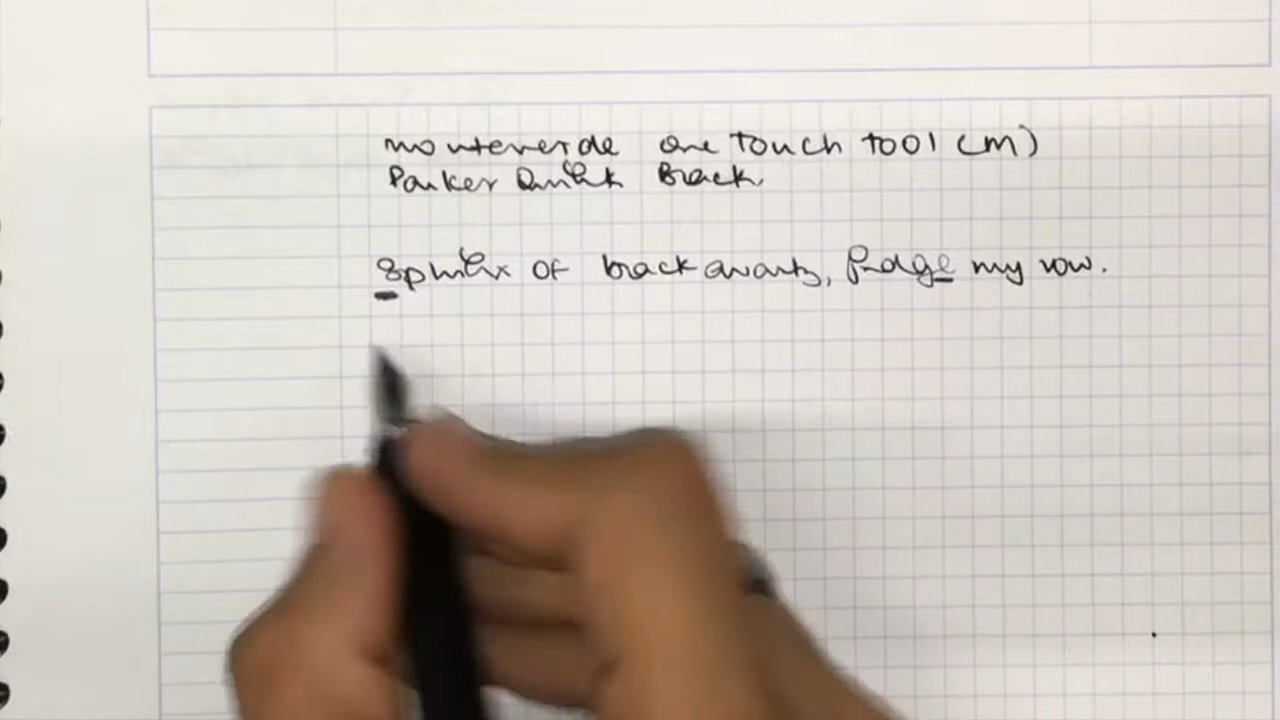 monteverde one Touch tool (M)
Parker Quink Black
Sphinx of black quartz, judge my vow.